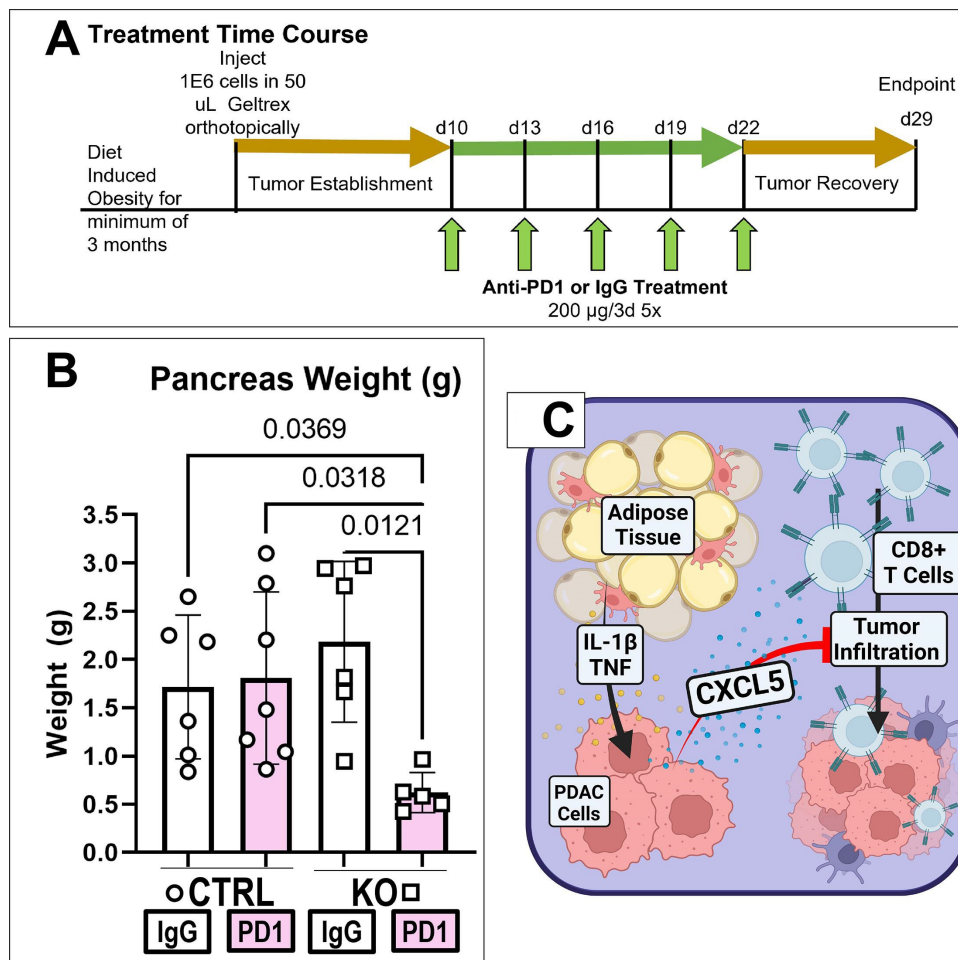 A Treatment Time Course
Inject
1E6 cells in 50
uL Geltrex
orthotopically
Endpoint
d10 d13 d16 d19 d22 d29
Diet
Induced
Obesity for
minimum of
3 months
Tumor Establishment
Tumor Recovery
Anti-PD1 or IgG Treatment
200 µg/3d 5x
B
Pancreas Weight (g)
0.0369
0.0318
0.0121
Weight (g)
3.5
3.0
2.5
2.0
1.5
1.0
0.5
0.0
CTRL KO
IgG PD1 IgG PD1
C
Adipose
Tissue
CD8+
T Cells
IL-1β
TNF
Tumor
Infiltration
CXCL5
PDAC
Cells